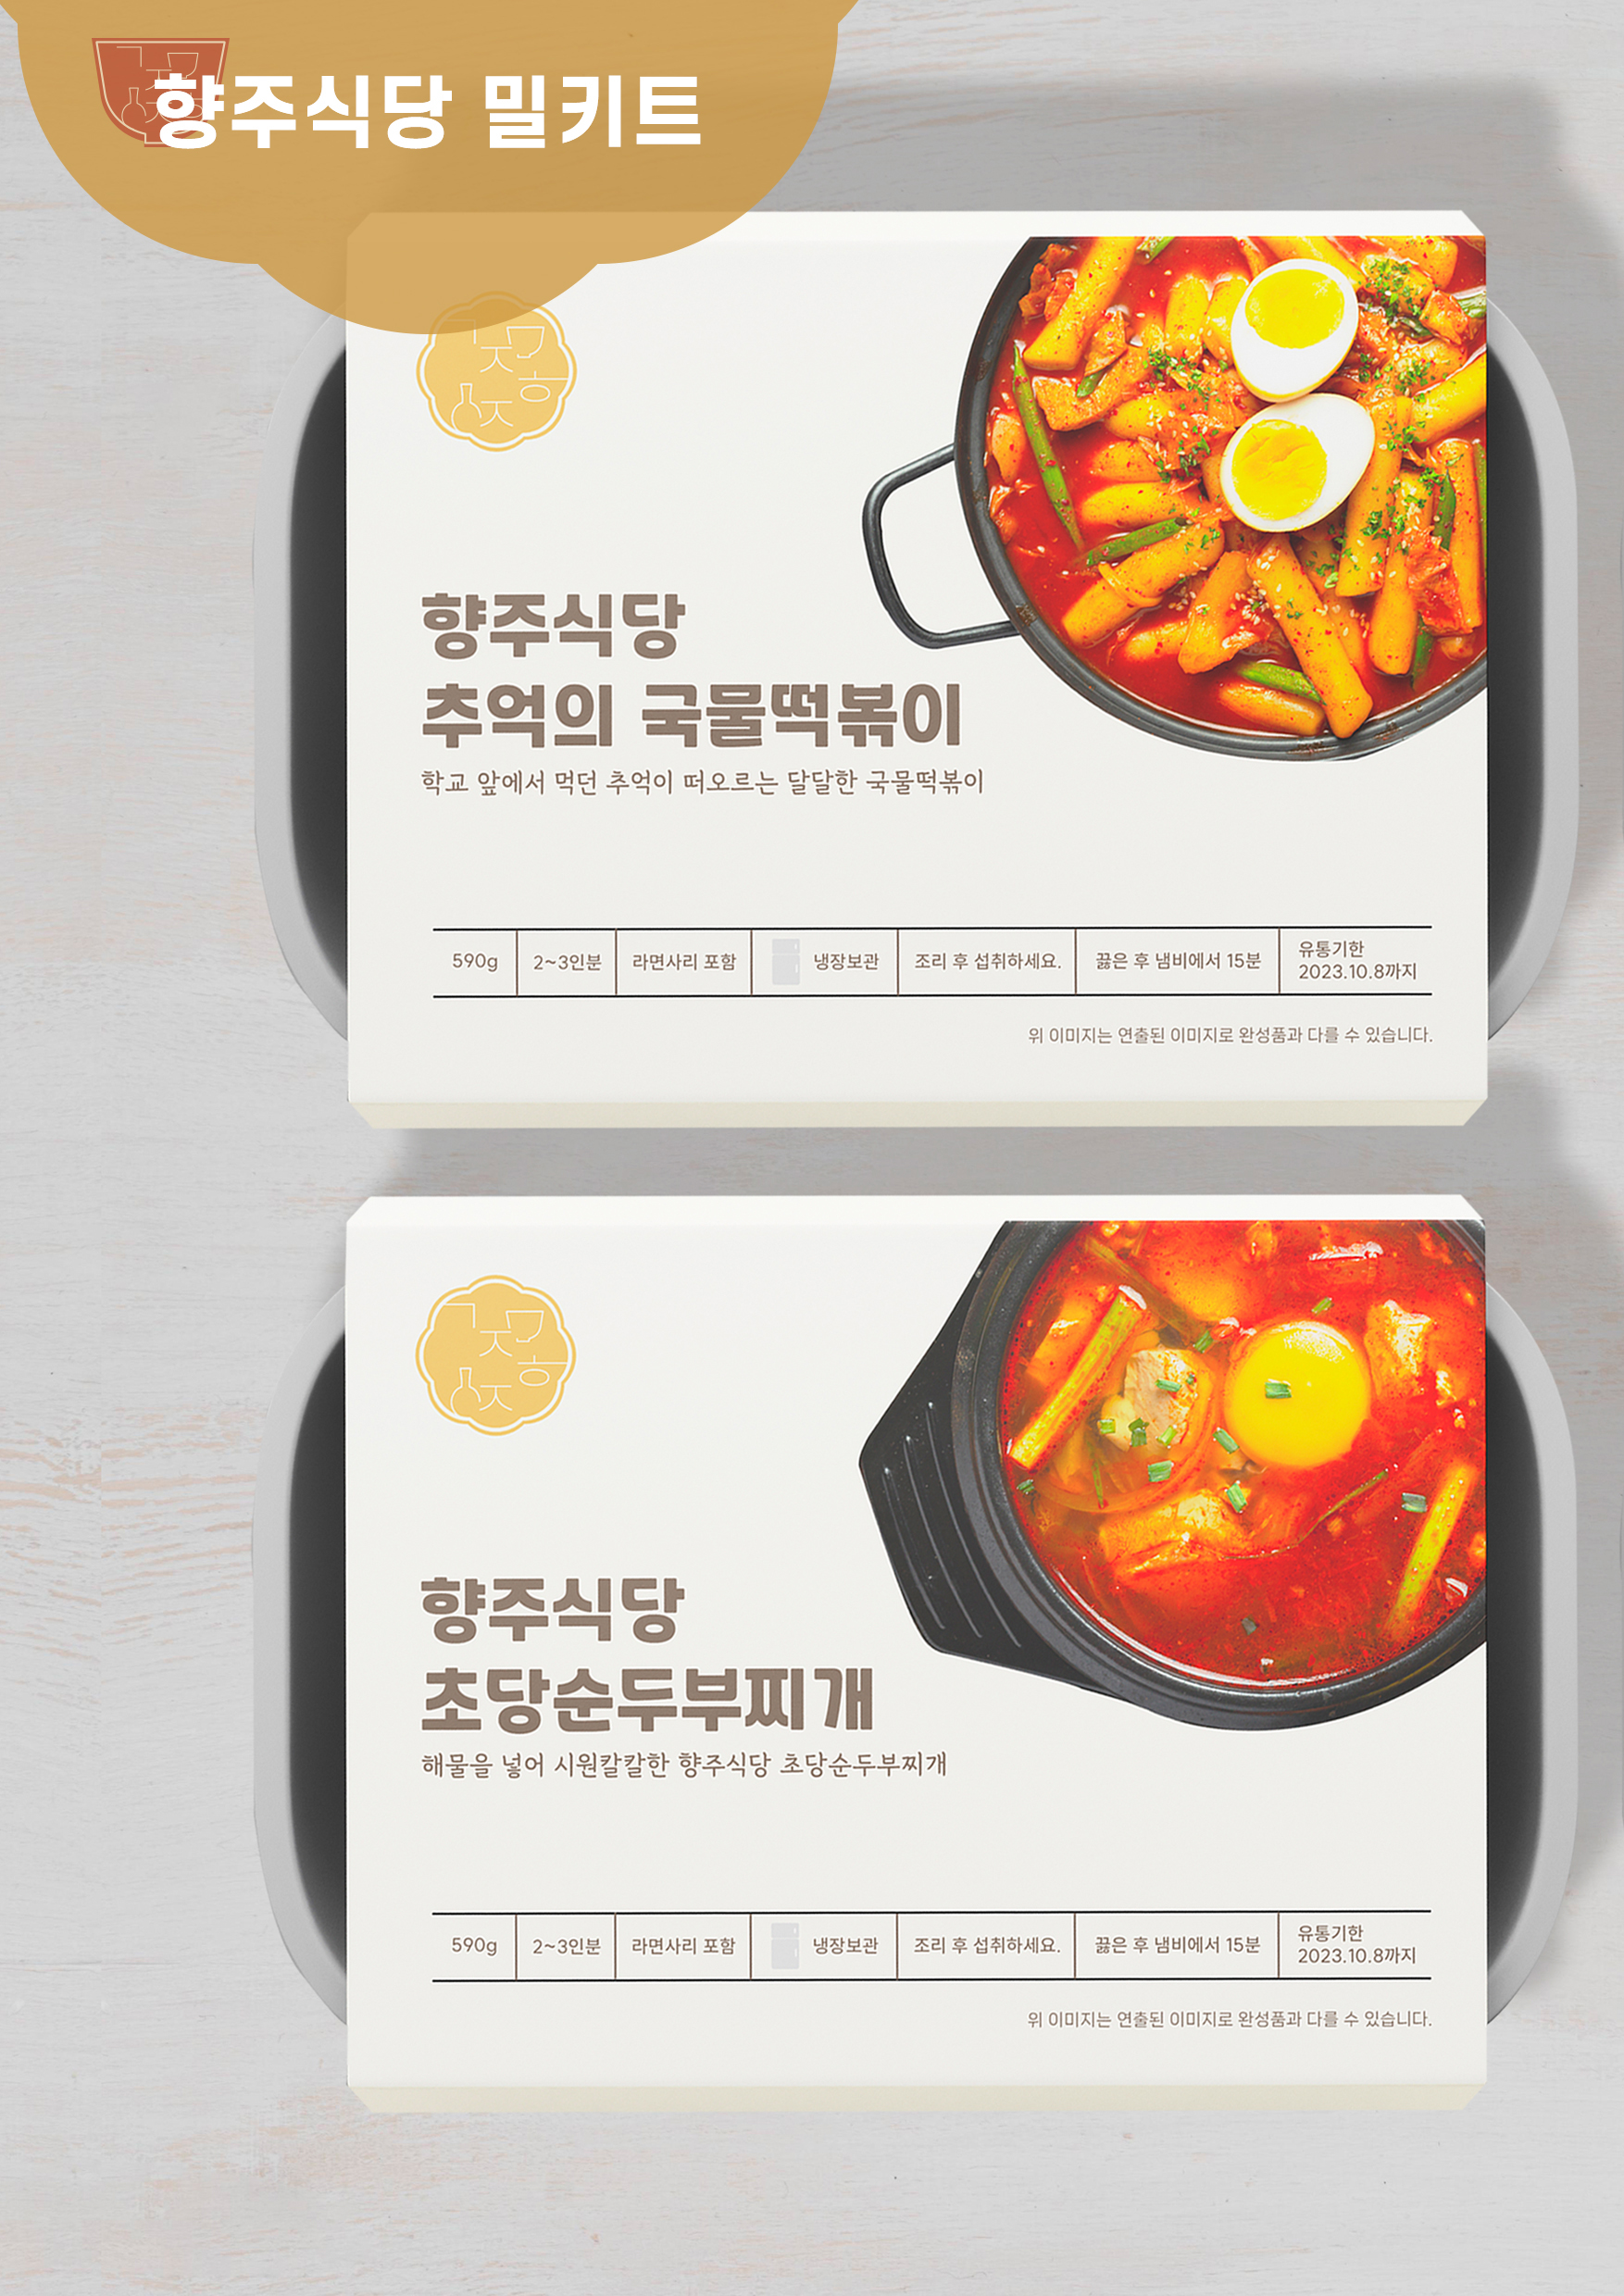 향주식당 밀키트
향주식당
추억의 국물떡볶이
학교 앞에서 먹던 추억이 떠오르는 달달한 국물떡볶이
590g
2~3인분
라면사리 포함
냉장보관
조리 후 섭취하세요.
끓은 후 냄비에서 15분
유통기한
2023.10.8까지
위 이미지는 연출된 이미지로 완성품과 다를 수 있습니다.
향주식당
초당순두부찌개
해물을 넣어 시원칼칼한 향주식당 초당순두부찌개
590g
2~3인분
라면사리 포함
냉장보관
조리 후 섭취하세요.
끓은 후 냄비에서 15분
유통기한
2023.10.8까지
위 이미지는 연출된 이미지로 완성품과 다를 수 있습니다.